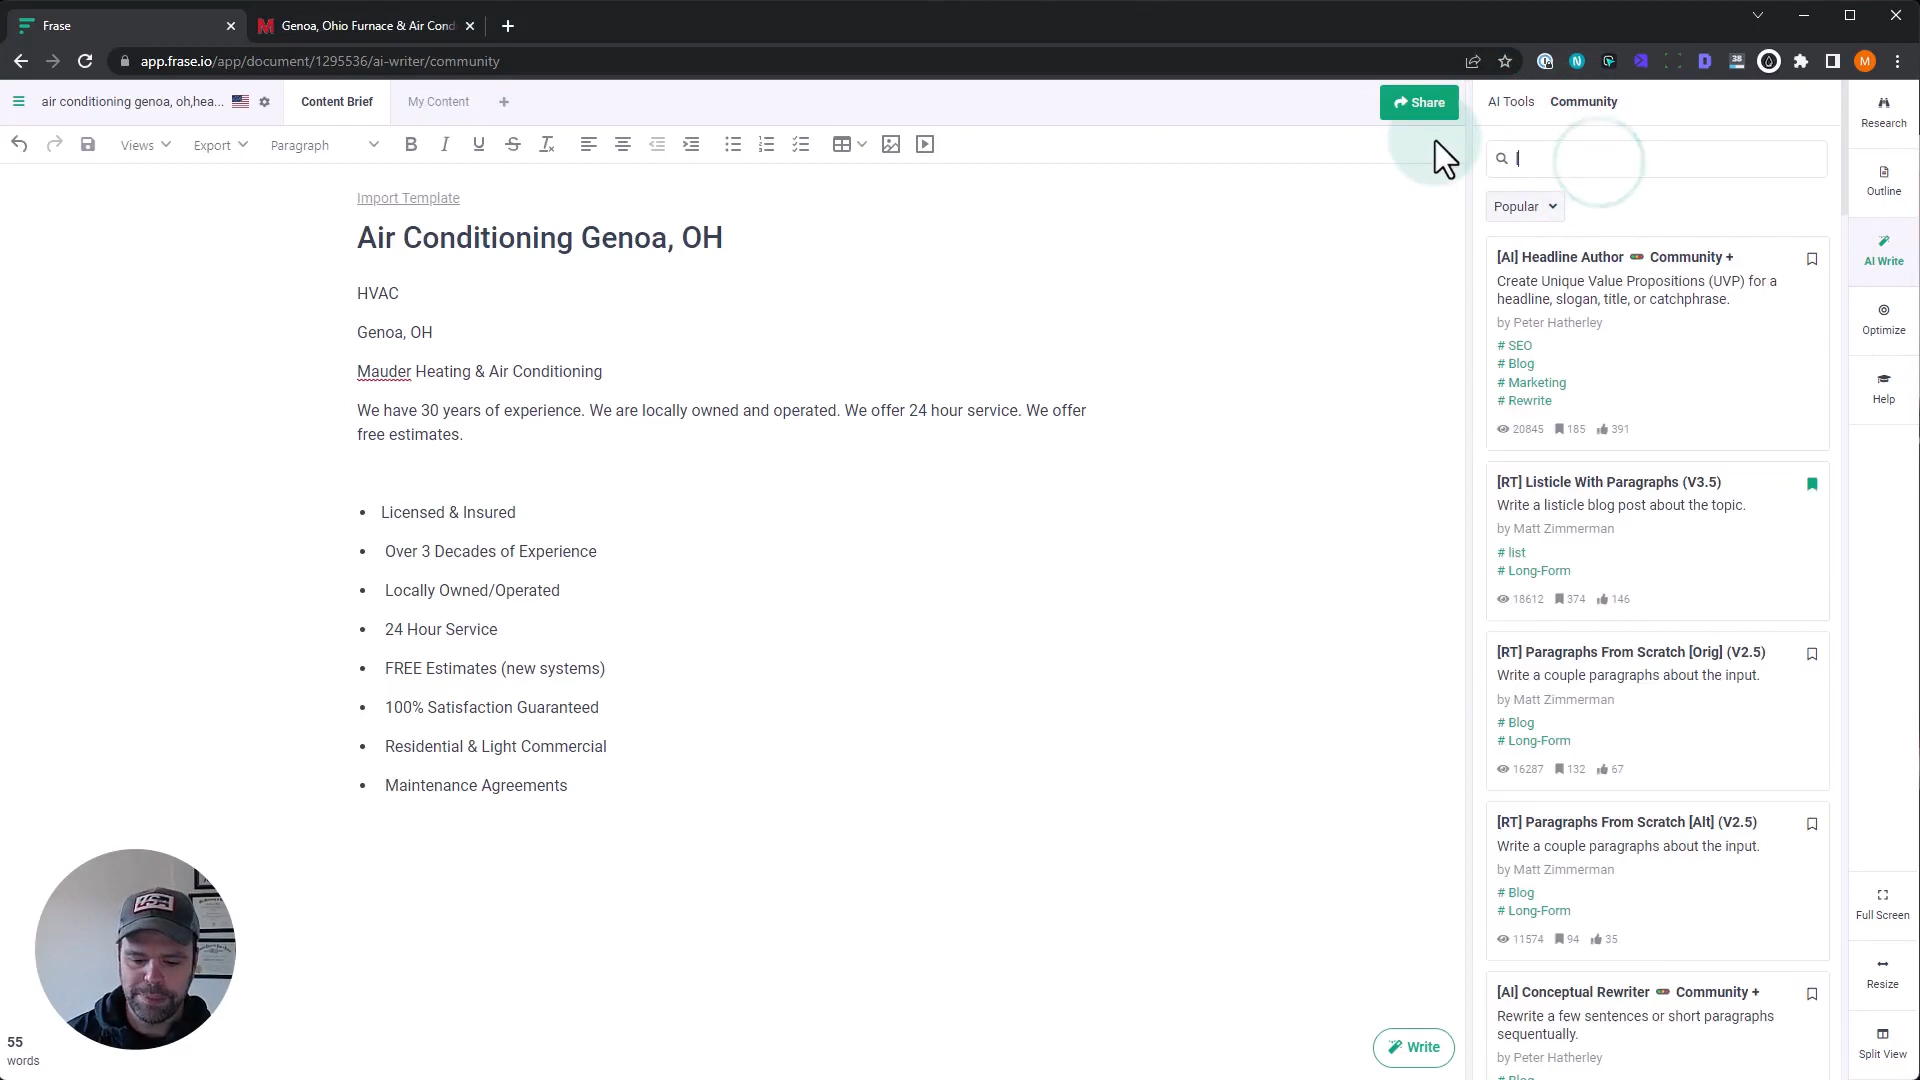 Frase
Genoa, Ohio Furnace & Air Cond
app.frase.io/app/document/1295536/ai-writer/community
38
M
air conditioning genoa, oh,hea...
Content Brief
My Content
Share
AI Tools
Community
Research
Views
Export
Paragraph
Outline
Popular
AI Write
Optimize
Help
Import Template
Air Conditioning Genoa, OH
HVAC
Genoa, OH
Mauder Heating & Air Conditioning
We have 30 years of experience. We are locally owned and operated. We offer 24 hour service. We offer
free estimates.
• Licensed & Insured
• Over 3 Decades of Experience
• Locally Owned/Operated
• 24 Hour Service
• FREE Estimates (new systems)
• 100% Satisfaction Guaranteed
• Residential & Light Commercial
• Maintenance Agreements
[AI] Headline Author Community +
Create Unique Value Propositions (UVP) for a
headline, slogan, title, or catchphrase.
by Peter Hatherley
# SEO
# Blog
# Marketing
# Rewrite
20845 185 391
[RT] Listicle With Paragraphs (V3.5)
Write a listicle blog post about the topic.
by Matt Zimmerman
# list
# Long-Form
18612 374 146
[RT] Paragraphs From Scratch [Orig] (V2.5)
Write a couple paragraphs about the input.
by Matt Zimmerman
# Blog
# Long-Form
16287 132 67
[RT] Paragraphs From Scratch [Alt] (V2.5)
Write a couple paragraphs about the input.
by Matt Zimmerman
# Blog
# Long-Form
11574 94 35
[AI] Conceptual Rewriter Community +
Rewrite a few sentences or short paragraphs
sequentually.
by Peter Hatherley
# Blog
Full Screen
Resize
Split View
55
words
Write